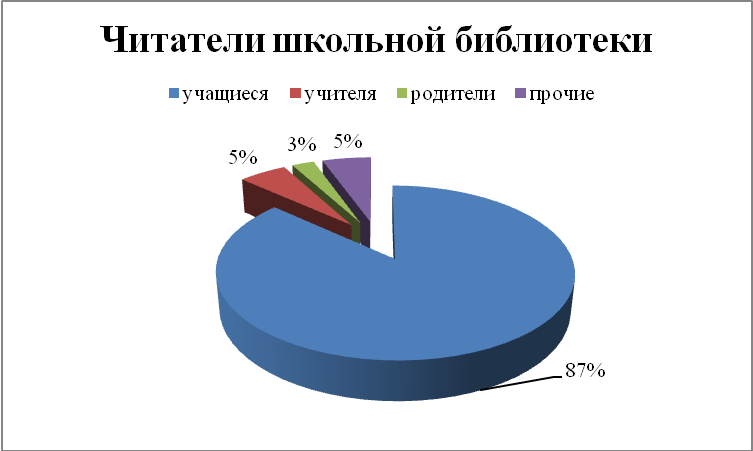 Читатели школьной библиотеки
учащиеся учителя родители прочие
5% 3% 5%
87%